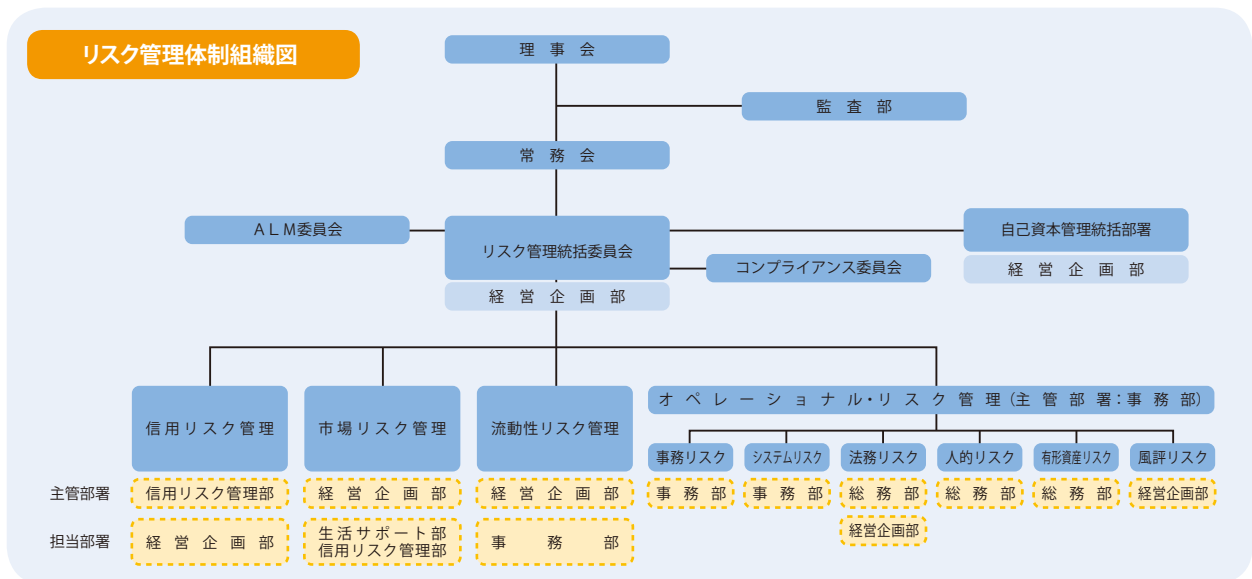 リスク管理体制組織図
理事会
監査部
常務会
ALM委員会
リスク管理統括委員会
経営企画部
コンプライアンス委員会
自己資本管理統括部署
経営企画部
信用リスク管理
市場リスク管理
流動性リスク管理
オペレーショナル・リスク管理(主管部署:事務部)
事務リスク
システムリスク
法務リスク
人的リスク
有形資産リスク
風評リスク
主管部署
信用リスク管理部
経営企画部
経営企画部
事務部
事務部
総務部
総務部
総務部
経営企画部
経営企画部
担当部署
経営企画部
生活サポート部
信用リスク管理部
事務部